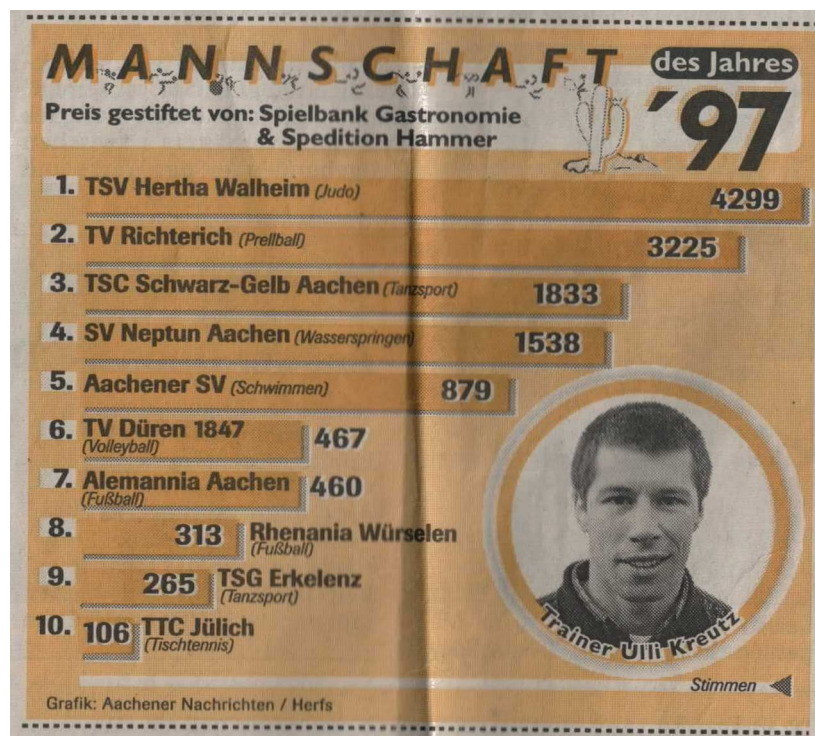 MANNSCHAFT des Jahres
'97
Preis gestiftet von: Spielbank Gastronomie
& Spedition Hammer
1. TSV Hertha Walheim (Judo) 4299
2. TV Richterich (Prellball) 3225
3. TSC Schwarz-Gelb Aachen (Tanzsport) 1833
4. SV Neptun Aachen (Wasserspringen) 1538
5. Aachener SV (Schwimmen) 879
6. TV Düren 1847 467
(Volleyball)
7. Alemannia Aachen 460
(Fußball)
8. 313 Rhenania Würselen
(Fußball)
9. 265 TSG Erkelenz
(Tanzsport)
10. 106 TTC Jülich
(Tischtennis)
Trainer Ulli Kreutz
Stimmen
Grafik: Aachener Nachrichten / Herfs